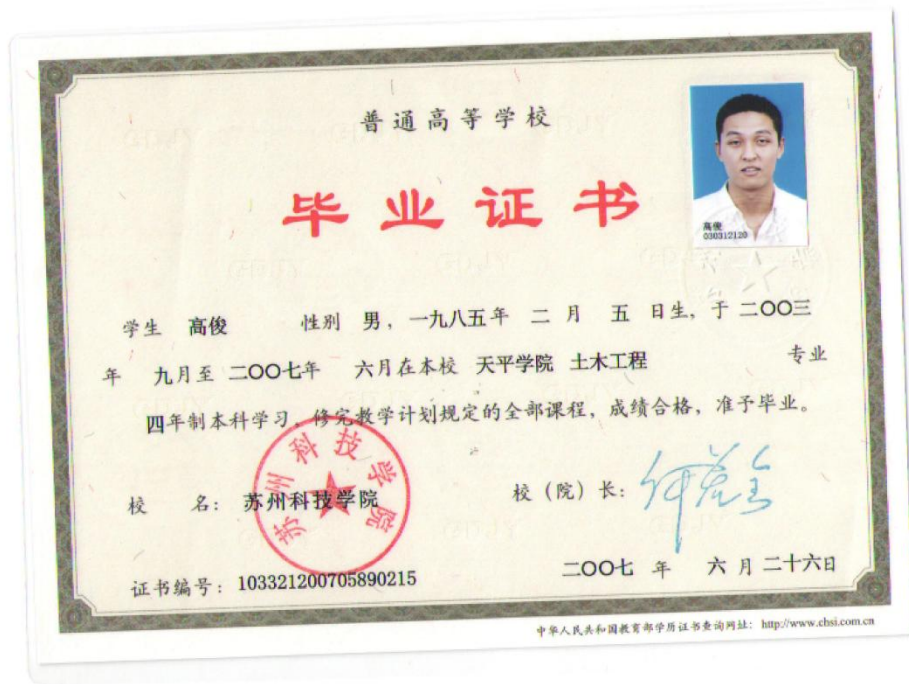 普通高等学校
毕业证书
高俊
030312120
学生 高俊 性别 男，一九八五年 二 月 五 日生，于 二〇〇三
年 九月至 二〇〇七年 六月在本校 天平学院 土木工程 专业
四年制本科学习，修完教学计划规定的全部课程，成绩合格，准予毕业。
苏州科技学院
校 名： 苏州科技学院 校（院）长：
证书编号：103321200705890215 二〇〇七 年 六 月 二十六日
中华人民共和国教育部学历证书查询网址：http://www.chsi.com.cn